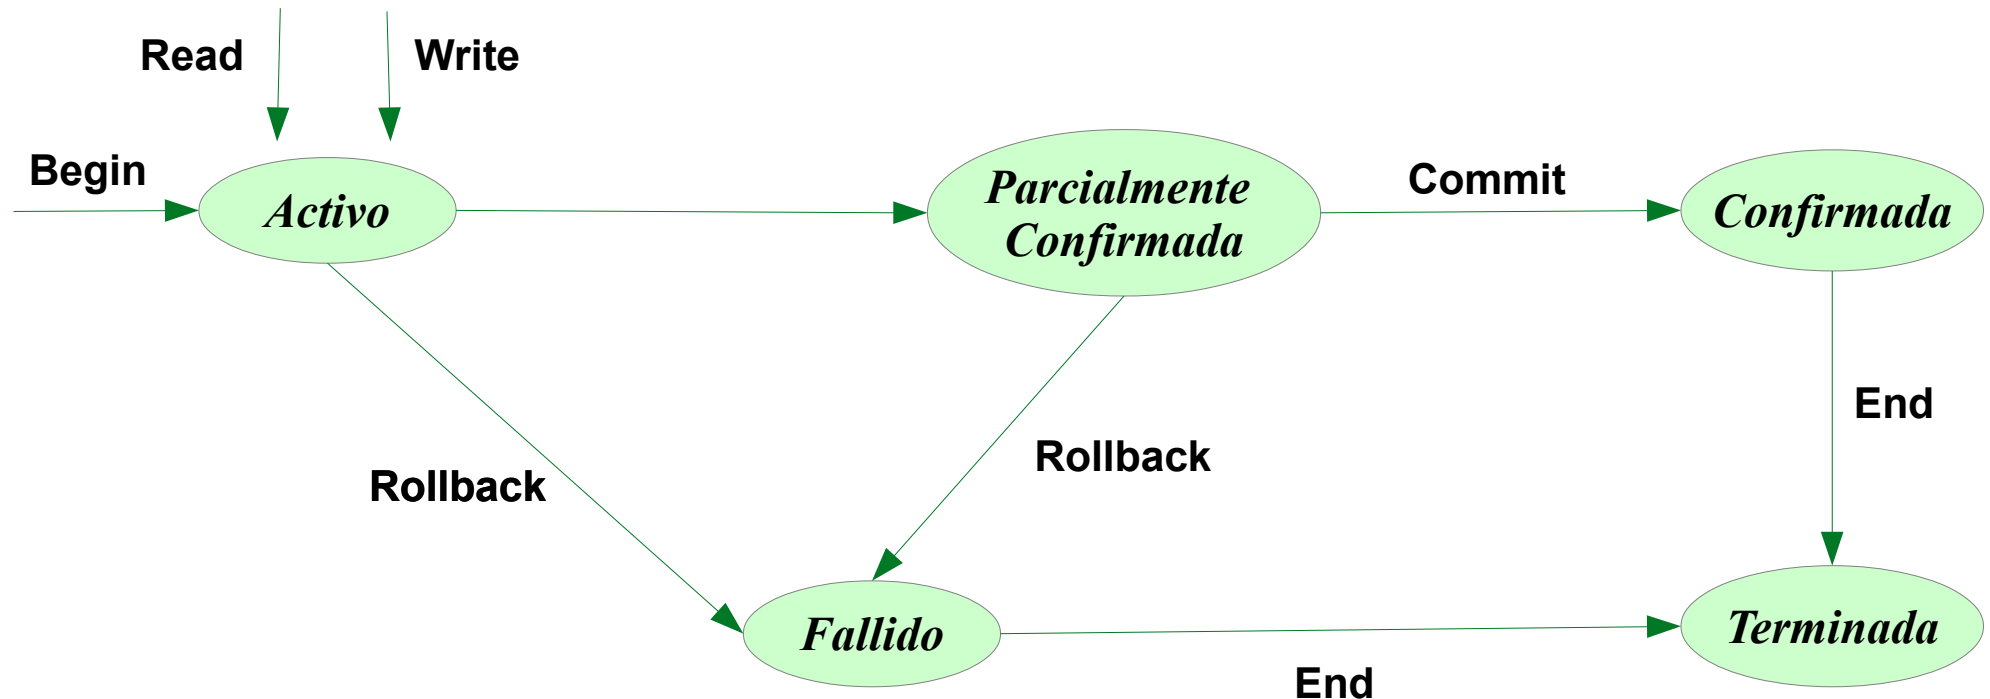 Read
Write
Begin
Activo
Parcialmente
Confirmada
Commit
Confirmada
End
Rollback
Rollback
Fallido
Terminada
End